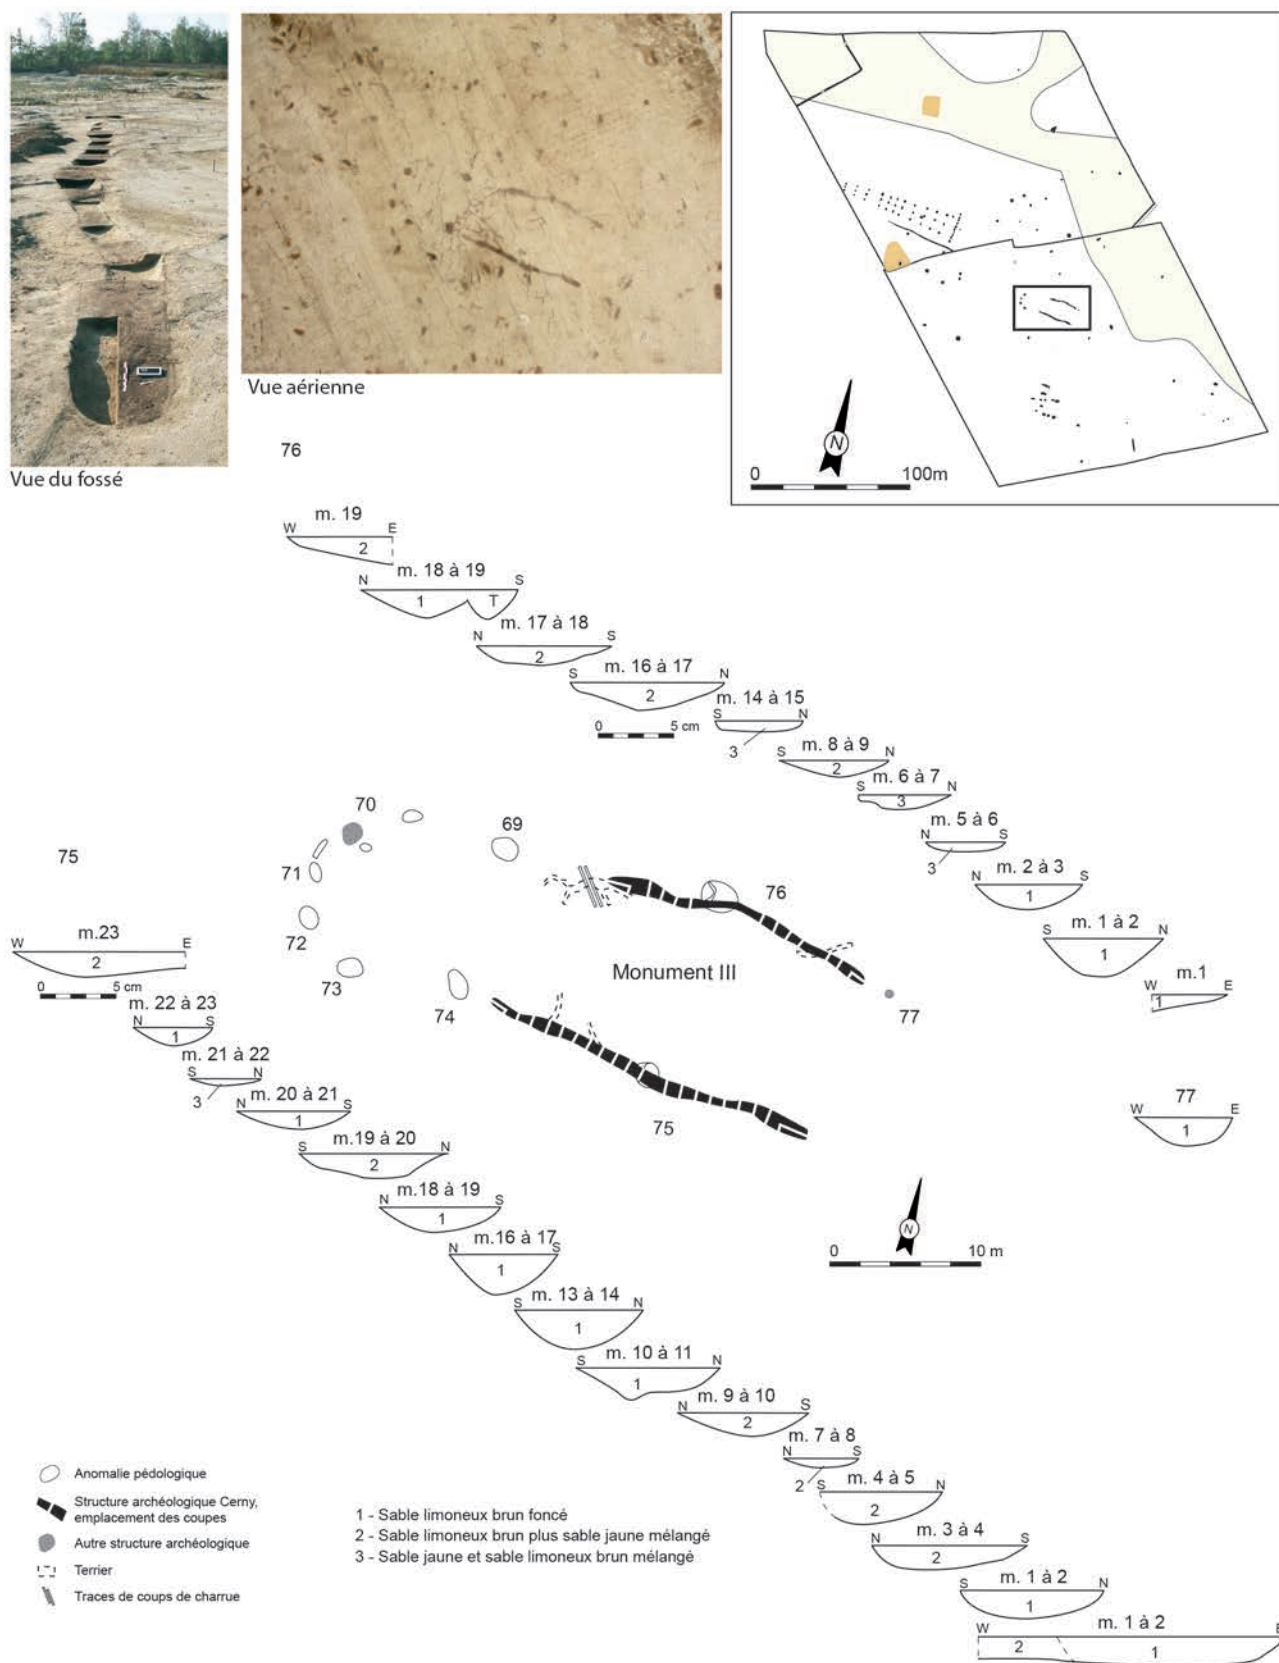 Vue du fossé
Vue aérienne
N
0 100m
76
m. 19
W E
2
m. 18 à 19
N S
1 T
m. 17 à 18
N S
2
m. 16 à 17
S N
2
0 5 cm
m. 14 à 15
S N
3
m. 8 à 9
S N
2
m. 6 à 7
S N
3
m. 5 à 6
N S
3
m. 2 à 3
N S
1
m. 1 à 2
S N
1
m.1
W E
1
77
W E
1
70
69
71
72
73
74
76
Monument III
77
75
N
0 10 m
75
m.23
W E
2
0 5 cm
m. 22 à 23
N S
1
m. 21 à 22
S N
3
m. 20 à 21
N S
1
m.19 à 20
S N
2
m.18 à 19
N S
1
m.16 à 17
N S
1
m. 13 à 14
S N
1
m. 10 à 11
S N
1
m. 9 à 10
N S
2
m. 7 à 8
N S
2
m. 4 à 5
S N
2
m. 3 à 4
N S
2
m. 1 à 2
S N
1
m. 1 à 2
W E
2 1
Anomalie pédologique
Structure archéologique Cerny,
emplacement des coupes
Autre structure archéologique
Terrier
Traces de coups de charrue
1 - Sable limoneux brun foncé
2 - Sable limoneux brun plus sable jaune mélangé
3 - Sable jaune et sable limoneux brun mélangé